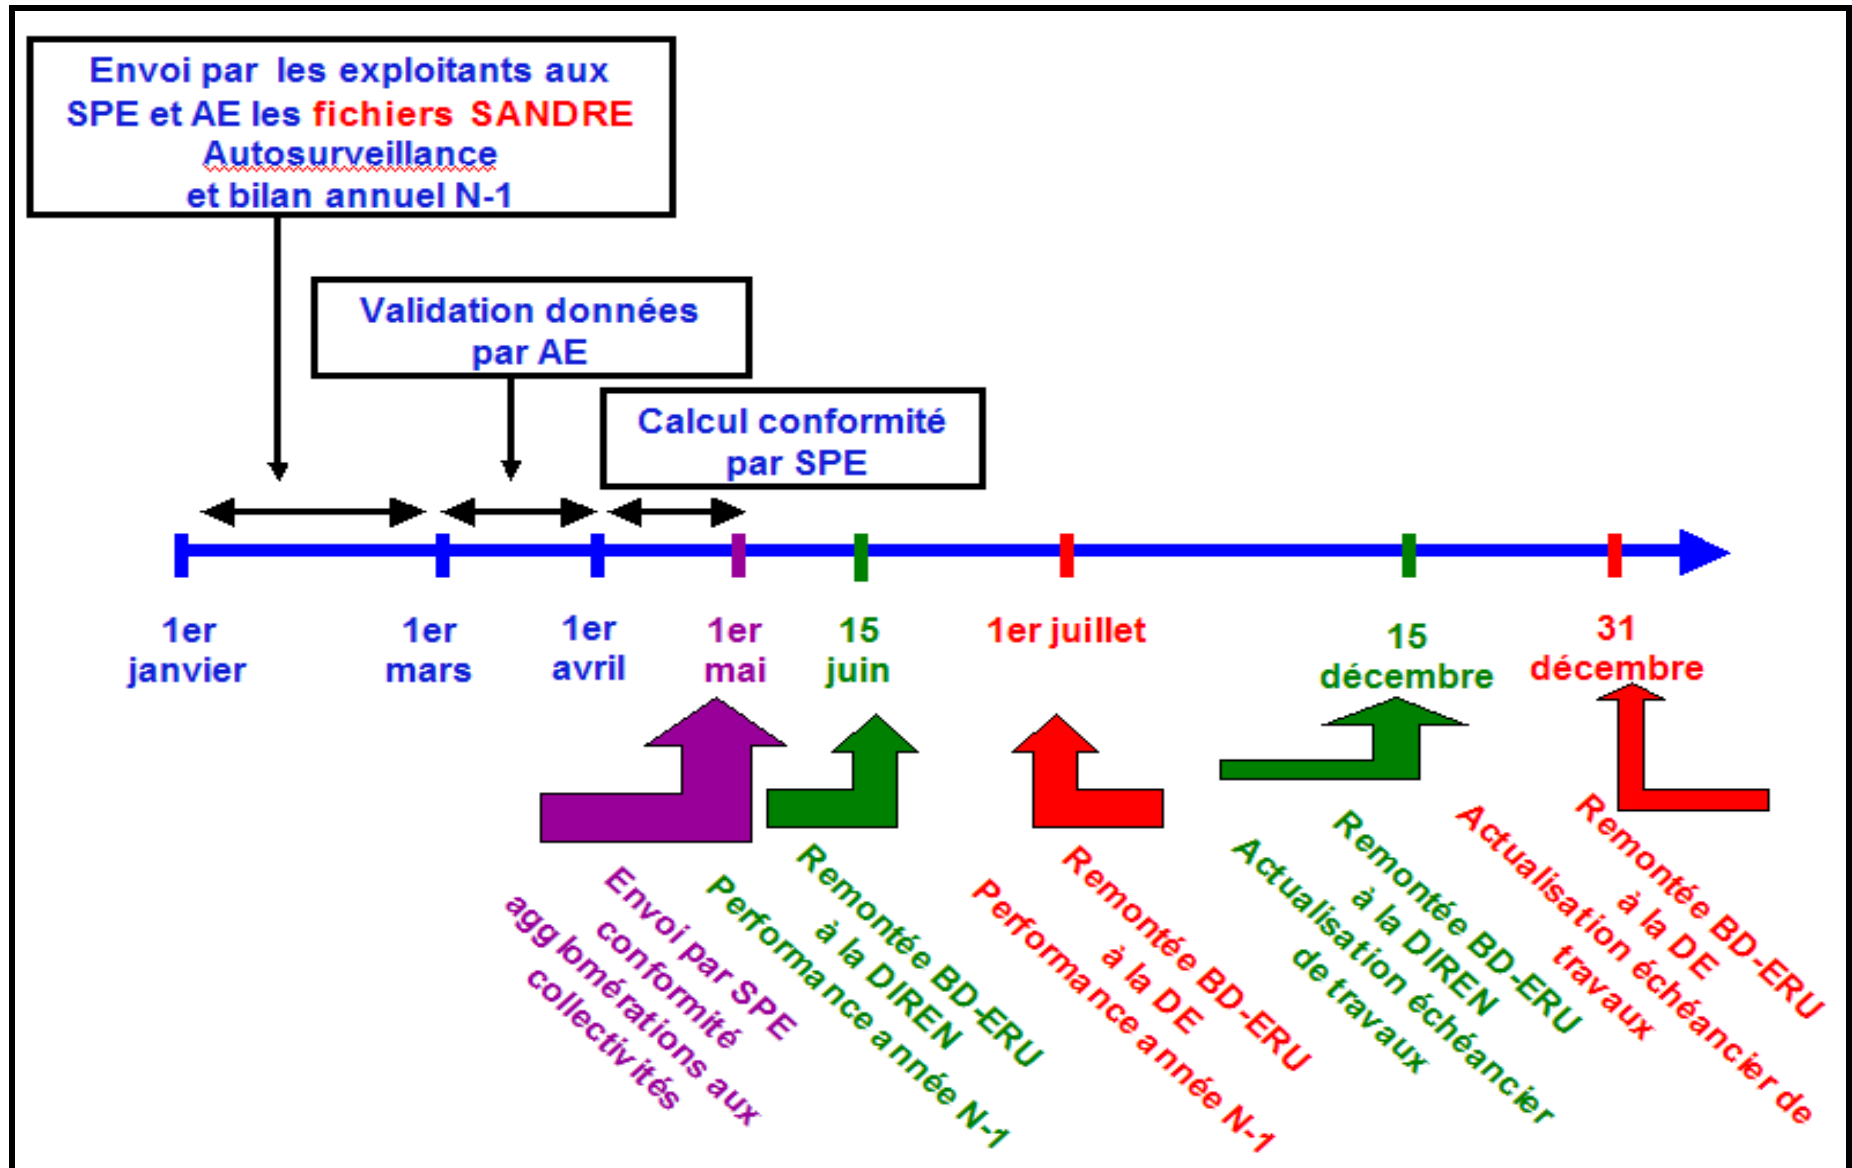 Envoi par les exploitants aux
SPE et AE les fichiers SANDRE
Autosurveillance
et bilan annuel N-1
Validation données
par AE
Calcul conformité
par SPE
1er
janvier
1er
mars
1er
avril
1er
mai
15
juin
1er juillet
15
décembre
31
décembre
Envoi par SPE
conformité
agglomérations aux
collectivités
Remontée BD-ERU
à la DIREN
Performance année N-1
Remontée BD-ERU
à la DE
Performance année N-1
Remontée BD-ERU
à la DIREN
Actualisation échéancier
de travaux
Remontée BD-ERU
à la DE
Actualisation échéancier de
travaux